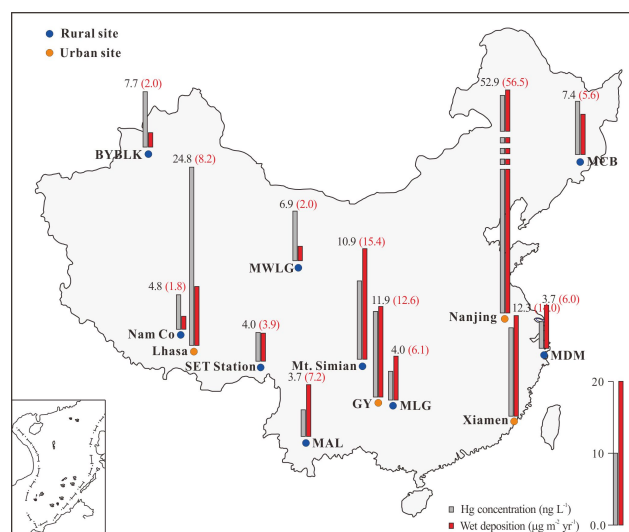 Rural site
Urban site
7.7 (2.0)
BYBLK
52.9 (56.5)
7.4 (5.6)
MCB
24.8 (8.2)
6.9 (2.0)
MWLG
10.9 (15.4)
4.8 (1.8)
Nam Co
Lhasa
4.0 (3.9)
SET Station
Mt. Simian
11.9 (12.6)
GY
4.0 (6.1)
MLG
3.7 (7.2)
MAL
Nanjing
12.3 (14.0)
Xiamen
3.7 (6.0)
MDM
20
10
0.0
Hg concentration (ng L⁻¹)
Wet deposition (μg m⁻² yr⁻¹)